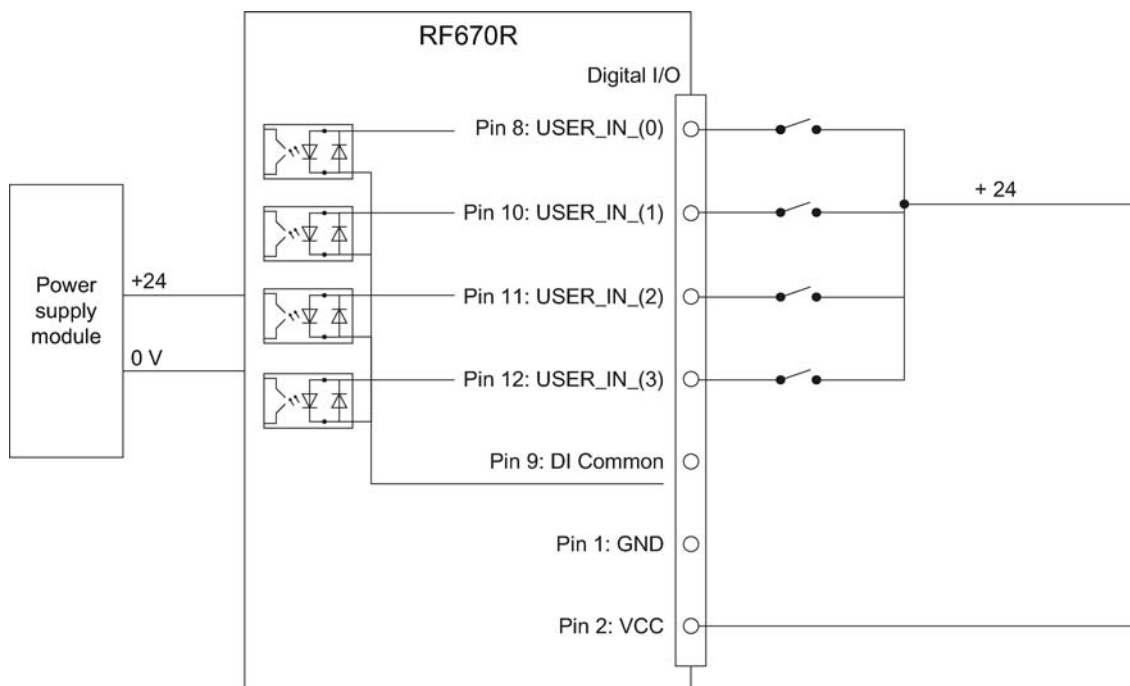 RF670R
Digital I/O
Pin 8: USER_IN_(0)
Pin 10: USER_IN_(1)
+ 24
+24
Power
supply
module
Pin 11: USER_IN_(2)
0 V
Pin 12: USER_IN_(3)
Pin 9: DI Common
Pin 1: GND
Pin 2: VCC